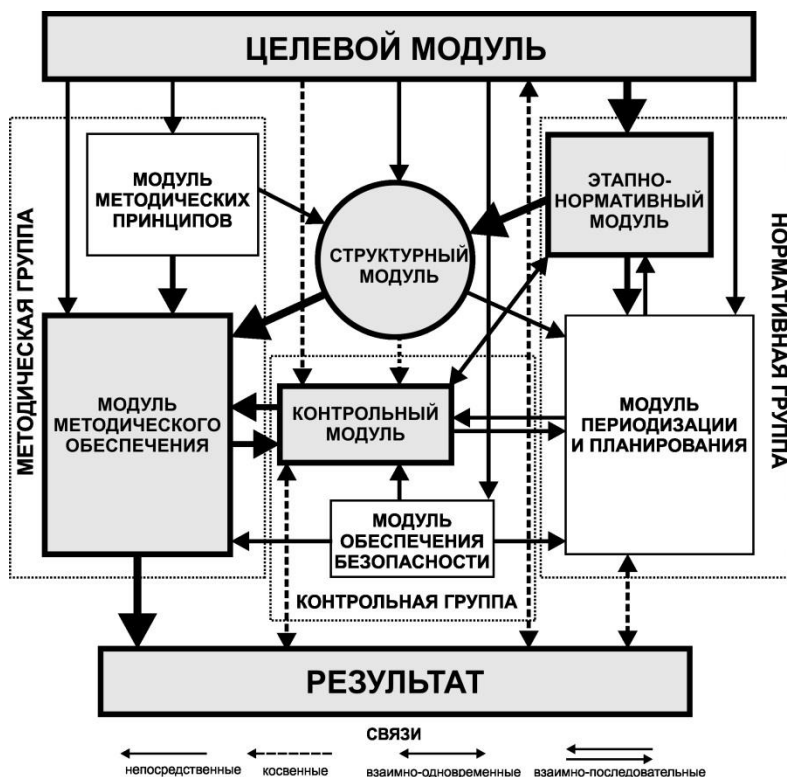 ЦЕЛЕВОЙ МОДУЛЬ
МЕТОДИЧЕСКАЯ ГРУППА
МОДУЛЬ
МЕТОДИЧЕСКИХ
ПРИНЦИПОВ
СТРУКТУРНЫЙ
МОДУЛЬ
ЭТАПНО-
НОРМАТИВНЫЙ
МОДУЛЬ
НОРМАТИВНАЯ ГРУППА
МОДУЛЬ
МЕТОДИЧЕСКОГО
ОБЕСПЕЧЕНИЯ
КОНТРОЛЬНЫЙ
МОДУЛЬ
МОДУЛЬ
ПЕРИОДИЗАЦИИ
И ПЛАНИРОВАНИЯ
МОДУЛЬ
ОБЕСПЕЧЕНИЯ
БЕЗОПАСНОСТИ
КОНТРОЛЬНАЯ ГРУППА
РЕЗУЛЬТАТ
СВЯЗИ
непосредственные
косвенные
взаимно-одновременные
взаимно-последовательные